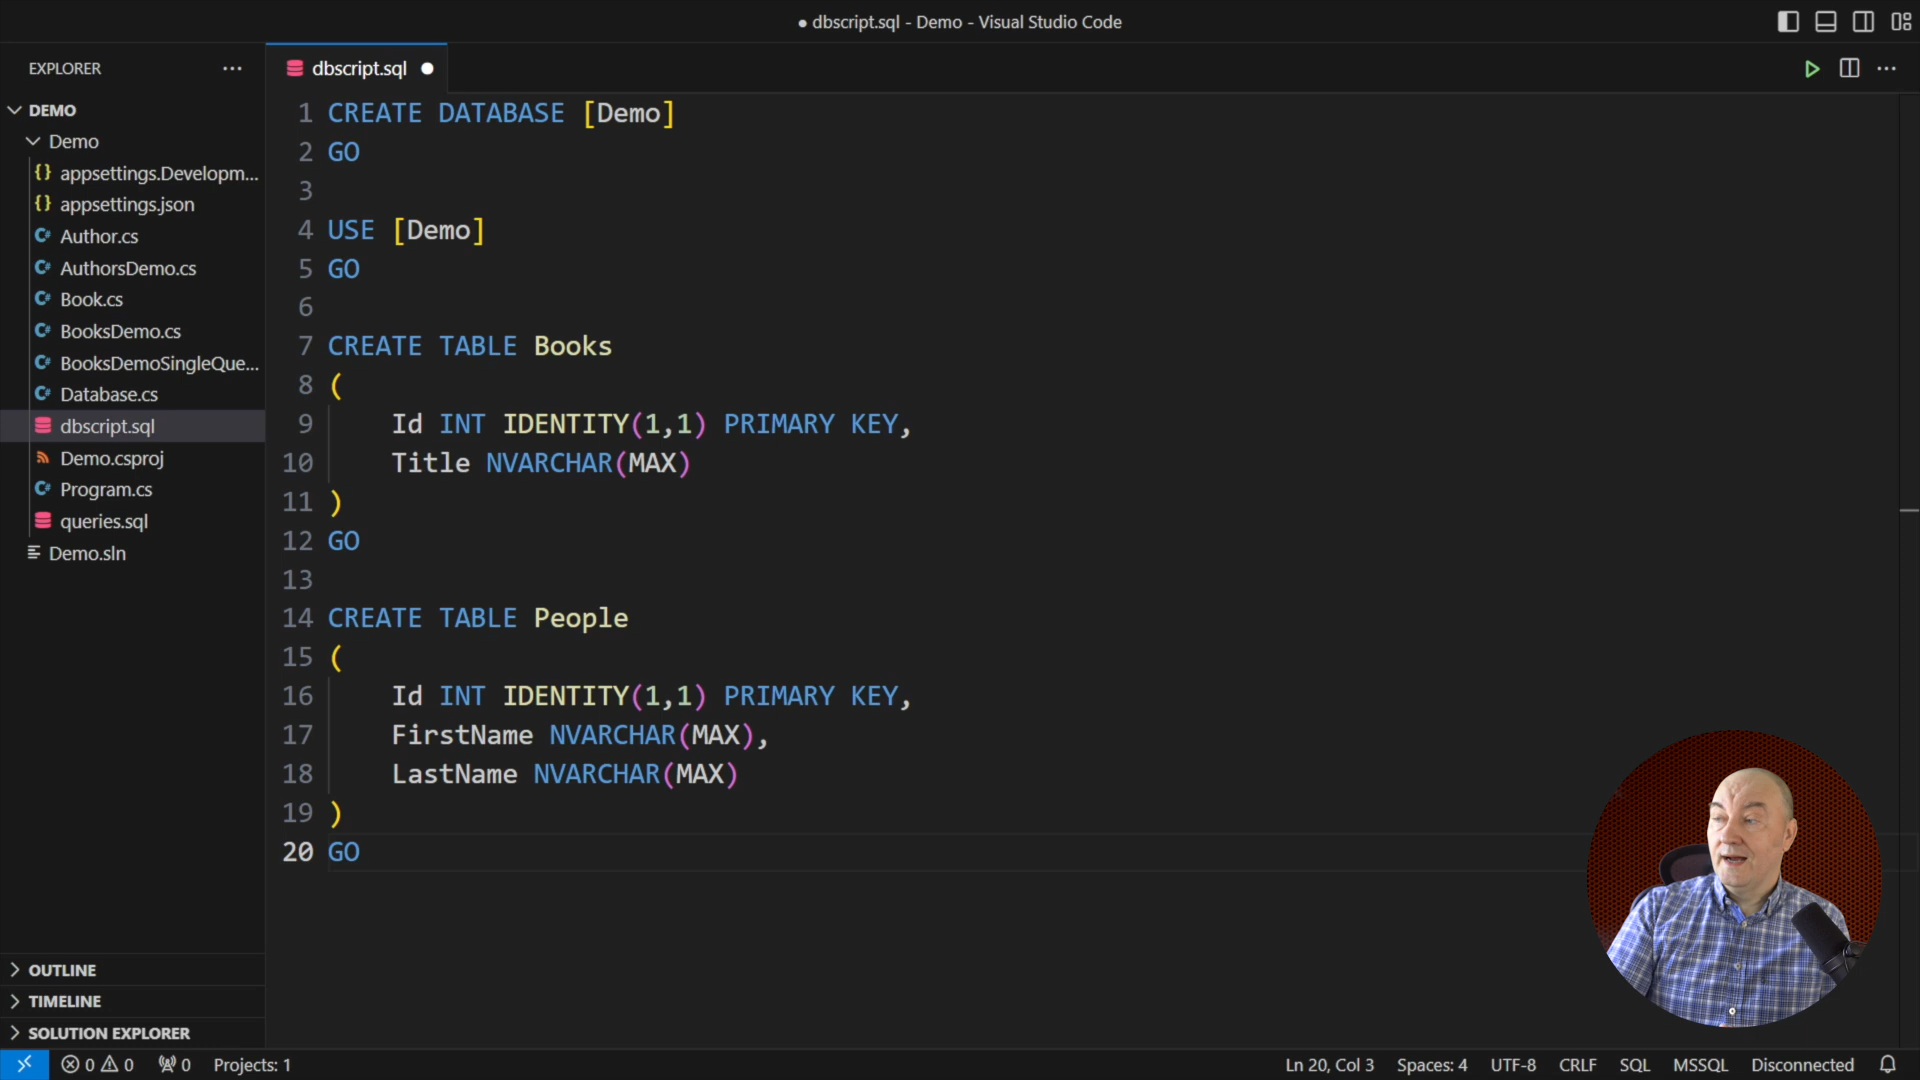 dbscript.sql - Demo - Visual Studio Code
EXPLORER
DEMO
Demo
appsettings.Developm...
appsettings.json
Author.cs
AuthorsDemo.cs
Book.cs
BooksDemo.cs
BooksDemoSingleQue...
Database.cs
dbscript.sql
Demo.csproj
Program.cs
queries.sql
Demo.sln
OUTLINE
TIMELINE
SOLUTION EXPLORER
dbscript.sql
1 CREATE DATABASE [Demo]
2 GO
3
4 USE [Demo]
5 GO
6
7 CREATE TABLE Books
8 (
9 Id INT IDENTITY(1,1) PRIMARY KEY,
10 Title NVARCHAR(MAX)
11 )
12 GO
13
14 CREATE TABLE People
15 (
16 Id INT IDENTITY(1,1) PRIMARY KEY,
17 FirstName NVARCHAR(MAX),
18 LastName NVARCHAR(MAX)
19 )
20 GO
0 0 0 Projects: 1 Ln 20, Col 3 Spaces: 4 UTF-8 CRLF SQL MSSQL Disconnected